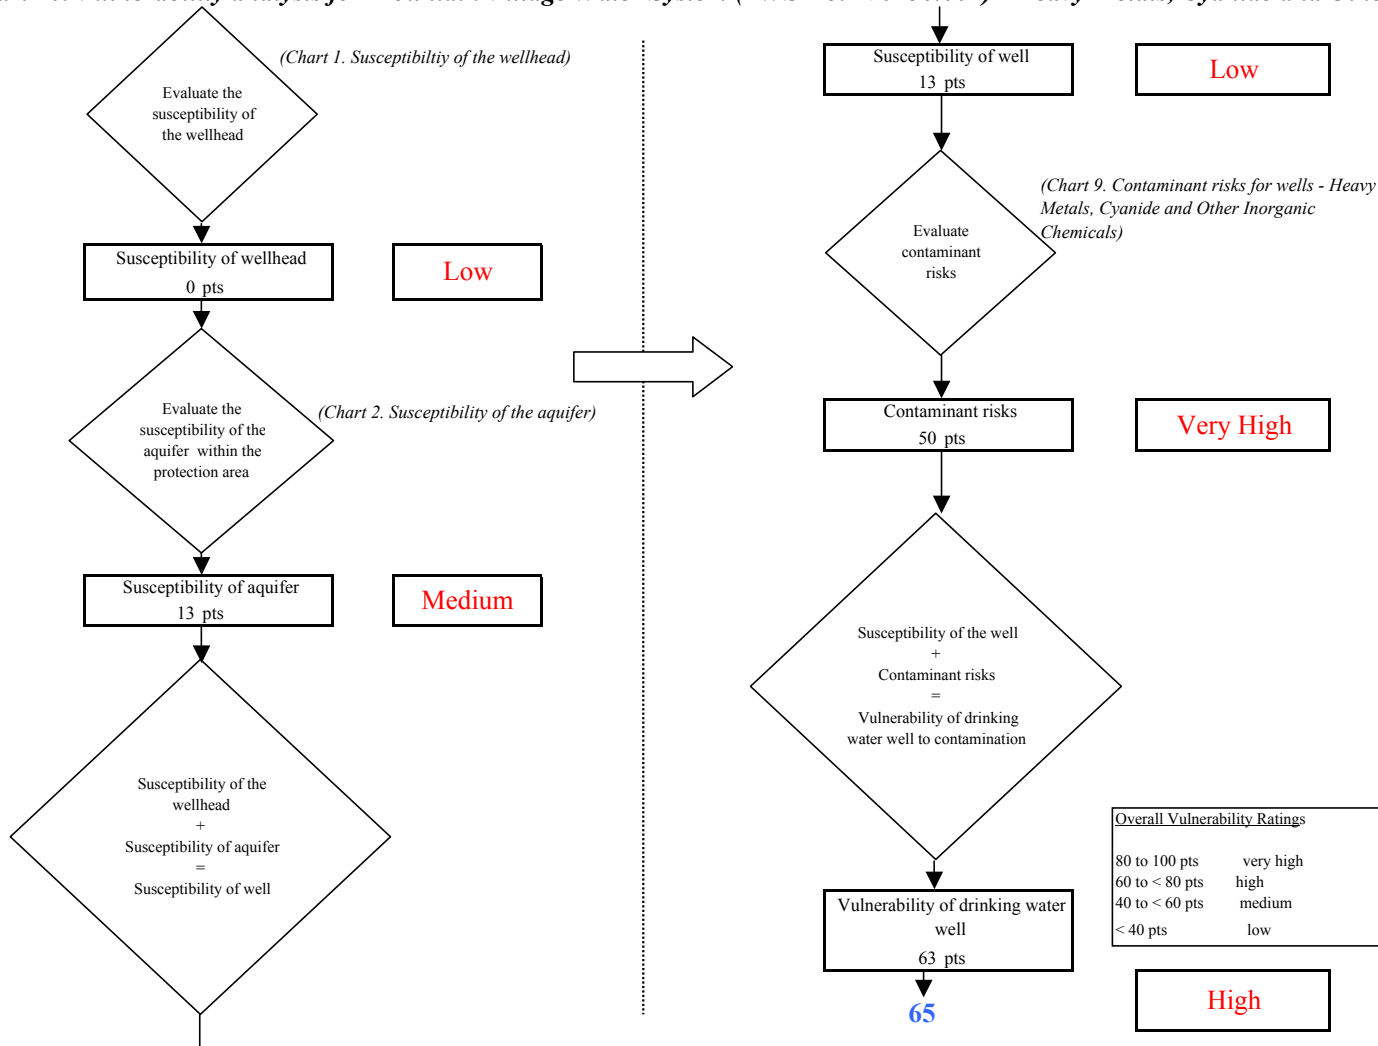 (Chart 1. Susceptibiltiy of the wellhead)
Evaluate the
susceptibility of
the wellhead
Susceptibility of wellhead
0 pts
Low
Evaluate the
susceptibility of the
aquifer within the
protection area
(Chart 2. Susceptibility of the aquifer)
Susceptibility of aquifer
13 pts
Medium
Susceptibility of the
wellhead
+
Susceptibility of aquifer
=
Susceptibility of well
Susceptibility of well
13 pts
Low
Evaluate
contaminant
risks
(Chart 9. Contaminant risks for wells - Heavy
Metals, Cyanide and Other Inorganic
Chemicals)
Contaminant risks
50 pts
Very High
Susceptibility of the well
+
Contaminant risks
=
Vulnerability of drinking
water well to contamination
Overall Vulnerability Ratings
80 to 100 pts very high
60 to < 80 pts high
40 to < 60 pts medium
< 40 pts low
Vulnerability of drinking water
well
63 pts
65
High